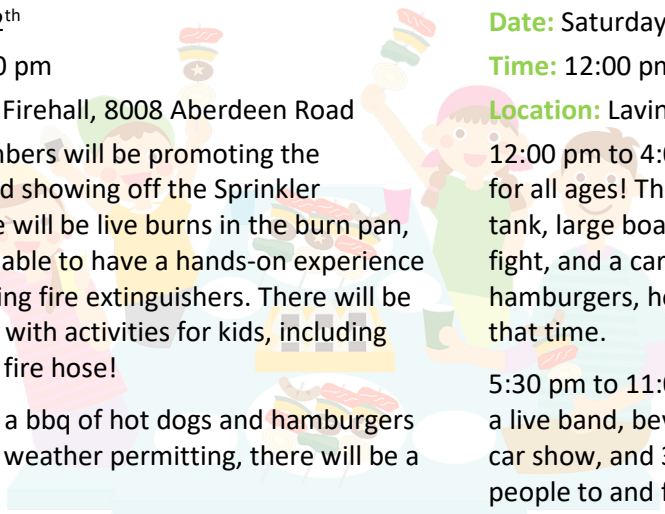 2th
0 pm
Firehall, 8008 Aberdeen Road
nbers will be promoting the
d showing off the Sprinkler
e will be live burns in the burn pan,
able to have a hands-on experience
ing fire extinguishers. There will be
with activities for kids, including
fire hose!
a bbq of hot dogs and hamburgers
weather permitting, there will be a
Date: Saturday
Time: 12:00 pm
Location: Lavin
12:00 pm to 4:0
for all ages! Th
tank, large boa
fight, and a car
hamburgers, ho
that time.
5:30 pm to 11:0
a live band, bev
car show, and 3
people to and f